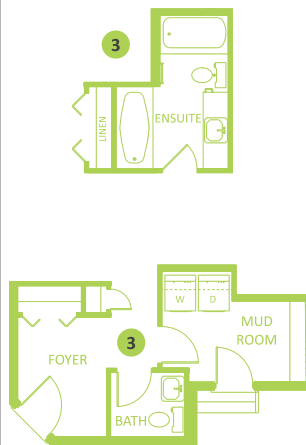 3
LINEN
ENSUITE
W
D
MUD
ROOM
3
FOYER
BATH